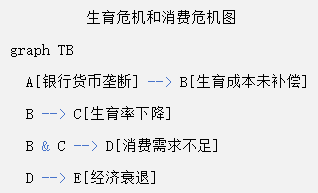 生育危机和消费危机图
graph TB
A[银行货币垄断] --> B[生育成本未补偿]
B --> C[生育率下降]
B & C --> D[消费需求不足]
D --> E[经济衰退]